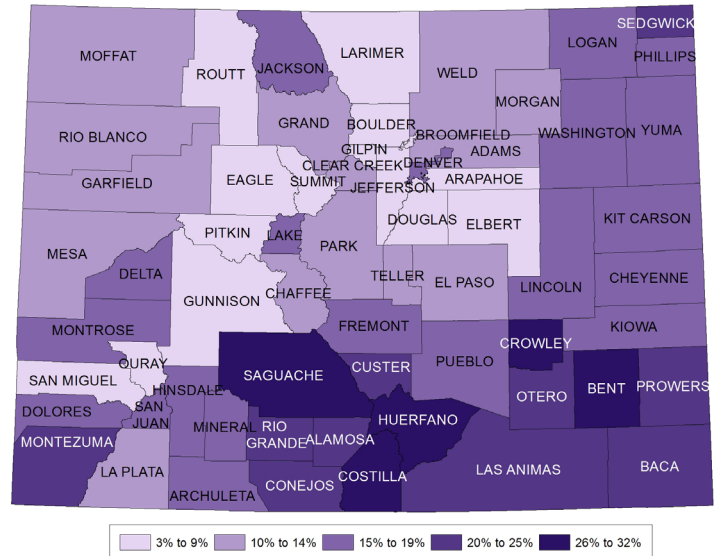 SEDGWICK
LOGAN
PHILLIPS
MOFFAT
LARIMER
JACKSON
ROUTT
WELD
MORGAN
GRAND
BOULDER
RIO BLANCO
BROOMFIELD
WASHINGTON
YUMA
GILPIN
ADAMS
CLEAR CREEK
DENVER
GARFIELD
EAGLE
SUMMIT
ARAPAHOE
JEFFERSON
DOUGLAS
ELBERT
KIT CARSON
PITKIN
LAKE
PARK
MESA
DELTA
TELLER
EL PASO
CHEYENNE
LINCOLN
CHAFFEE
GUNNISON
MONTROSE
FREMONT
KIOWA
CROWLEY
OURAY
CUSTER
PUEBLO
SAN MIGUEL
SAGUACHE
HINSDALE
OTERO
BENT
PROWERS
DOLORES
SAN
JUAN
MINERAL
HUERFANO
RIO
GRANDE
ALAMOSA
MONTEZUMA
LA PLATA
COSTILLA
LAS ANIMAS
BACA
CONEJOS
ARCHULETA
3% to 9% 10% to 14% 15% to 19% 20% to 25% 26% to 32%